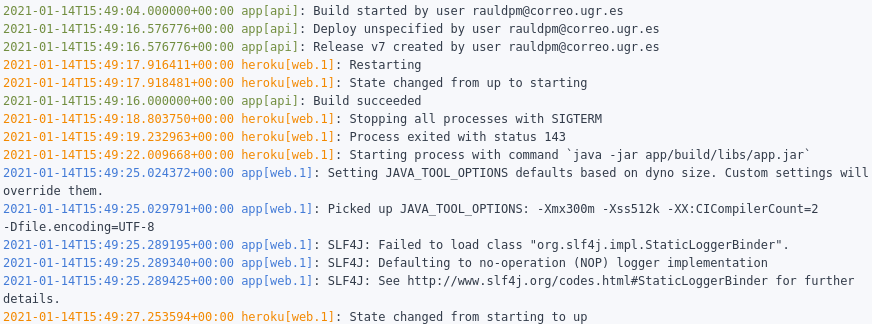 2021-01-14T15:49:04.000000+00:00 app[api]: Build started by user rauldpm@correo.ugr.es
2021-01-14T15:49:16.576776+00:00 app[api]: Deploy unspecified by user rauldpm@correo.ugr.es
2021-01-14T15:49:16.576776+00:00 app[api]: Release v7 created by user rauldpm@correo.ugr.es
2021-01-14T15:49:17.916411+00:00 heroku[web.1]: Restarting
2021-01-14T15:49:17.918481+00:00 heroku[web.1]: State changed from up to starting
2021-01-14T15:49:16.000000+00:00 app[api]: Build succeeded
2021-01-14T15:49:18.803750+00:00 heroku[web.1]: Stopping all processes with SIGTERM
2021-01-14T15:49:19.232963+00:00 heroku[web.1]: Process exited with status 143
2021-01-14T15:49:22.009668+00:00 heroku[web.1]: Starting process with command `java -jar app/build/libs/app.jar`
2021-01-14T15:49:25.024372+00:00 app[web.1]: Setting JAVA_TOOL_OPTIONS defaults based on dyno size. Custom settings will
override them.
2021-01-14T15:49:25.029791+00:00 app[web.1]: Picked up JAVA_TOOL_OPTIONS: -Xmx300m -Xss512k -XX:CICompilerCount=2
-Dfile.encoding=UTF-8
2021-01-14T15:49:25.289195+00:00 app[web.1]: SLF4J: Failed to load class "org.slf4j.impl.StaticLoggerBinder".
2021-01-14T15:49:25.289340+00:00 app[web.1]: SLF4J: Defaulting to no-operation (NOP) logger implementation
2021-01-14T15:49:25.289425+00:00 app[web.1]: SLF4J: See http://www.slf4j.org/codes.html#StaticLoggerBinder for further
details.
2021-01-14T15:49:27.253594+00:00 heroku[web.1]: State changed from starting to up